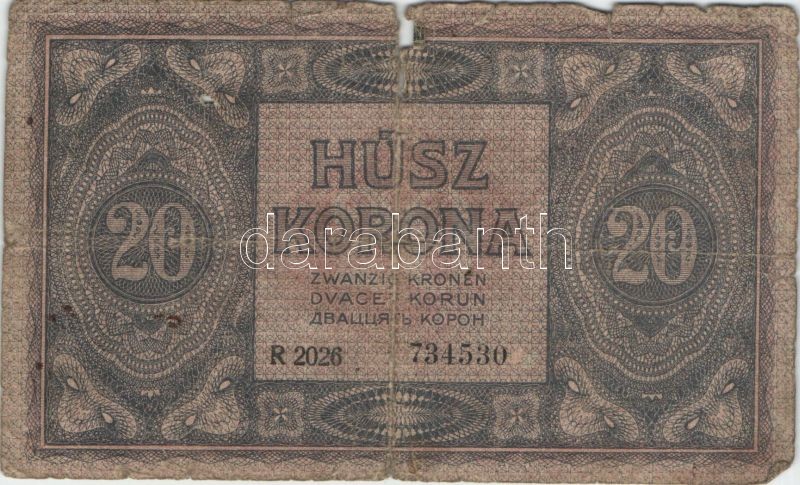 HÚSZ
20 KORONA 20
darabanth
ZWANZIG KRONEN
DVACET KORUN
ДВАЦЦЯТЬ КОРОН
R 2026 734530